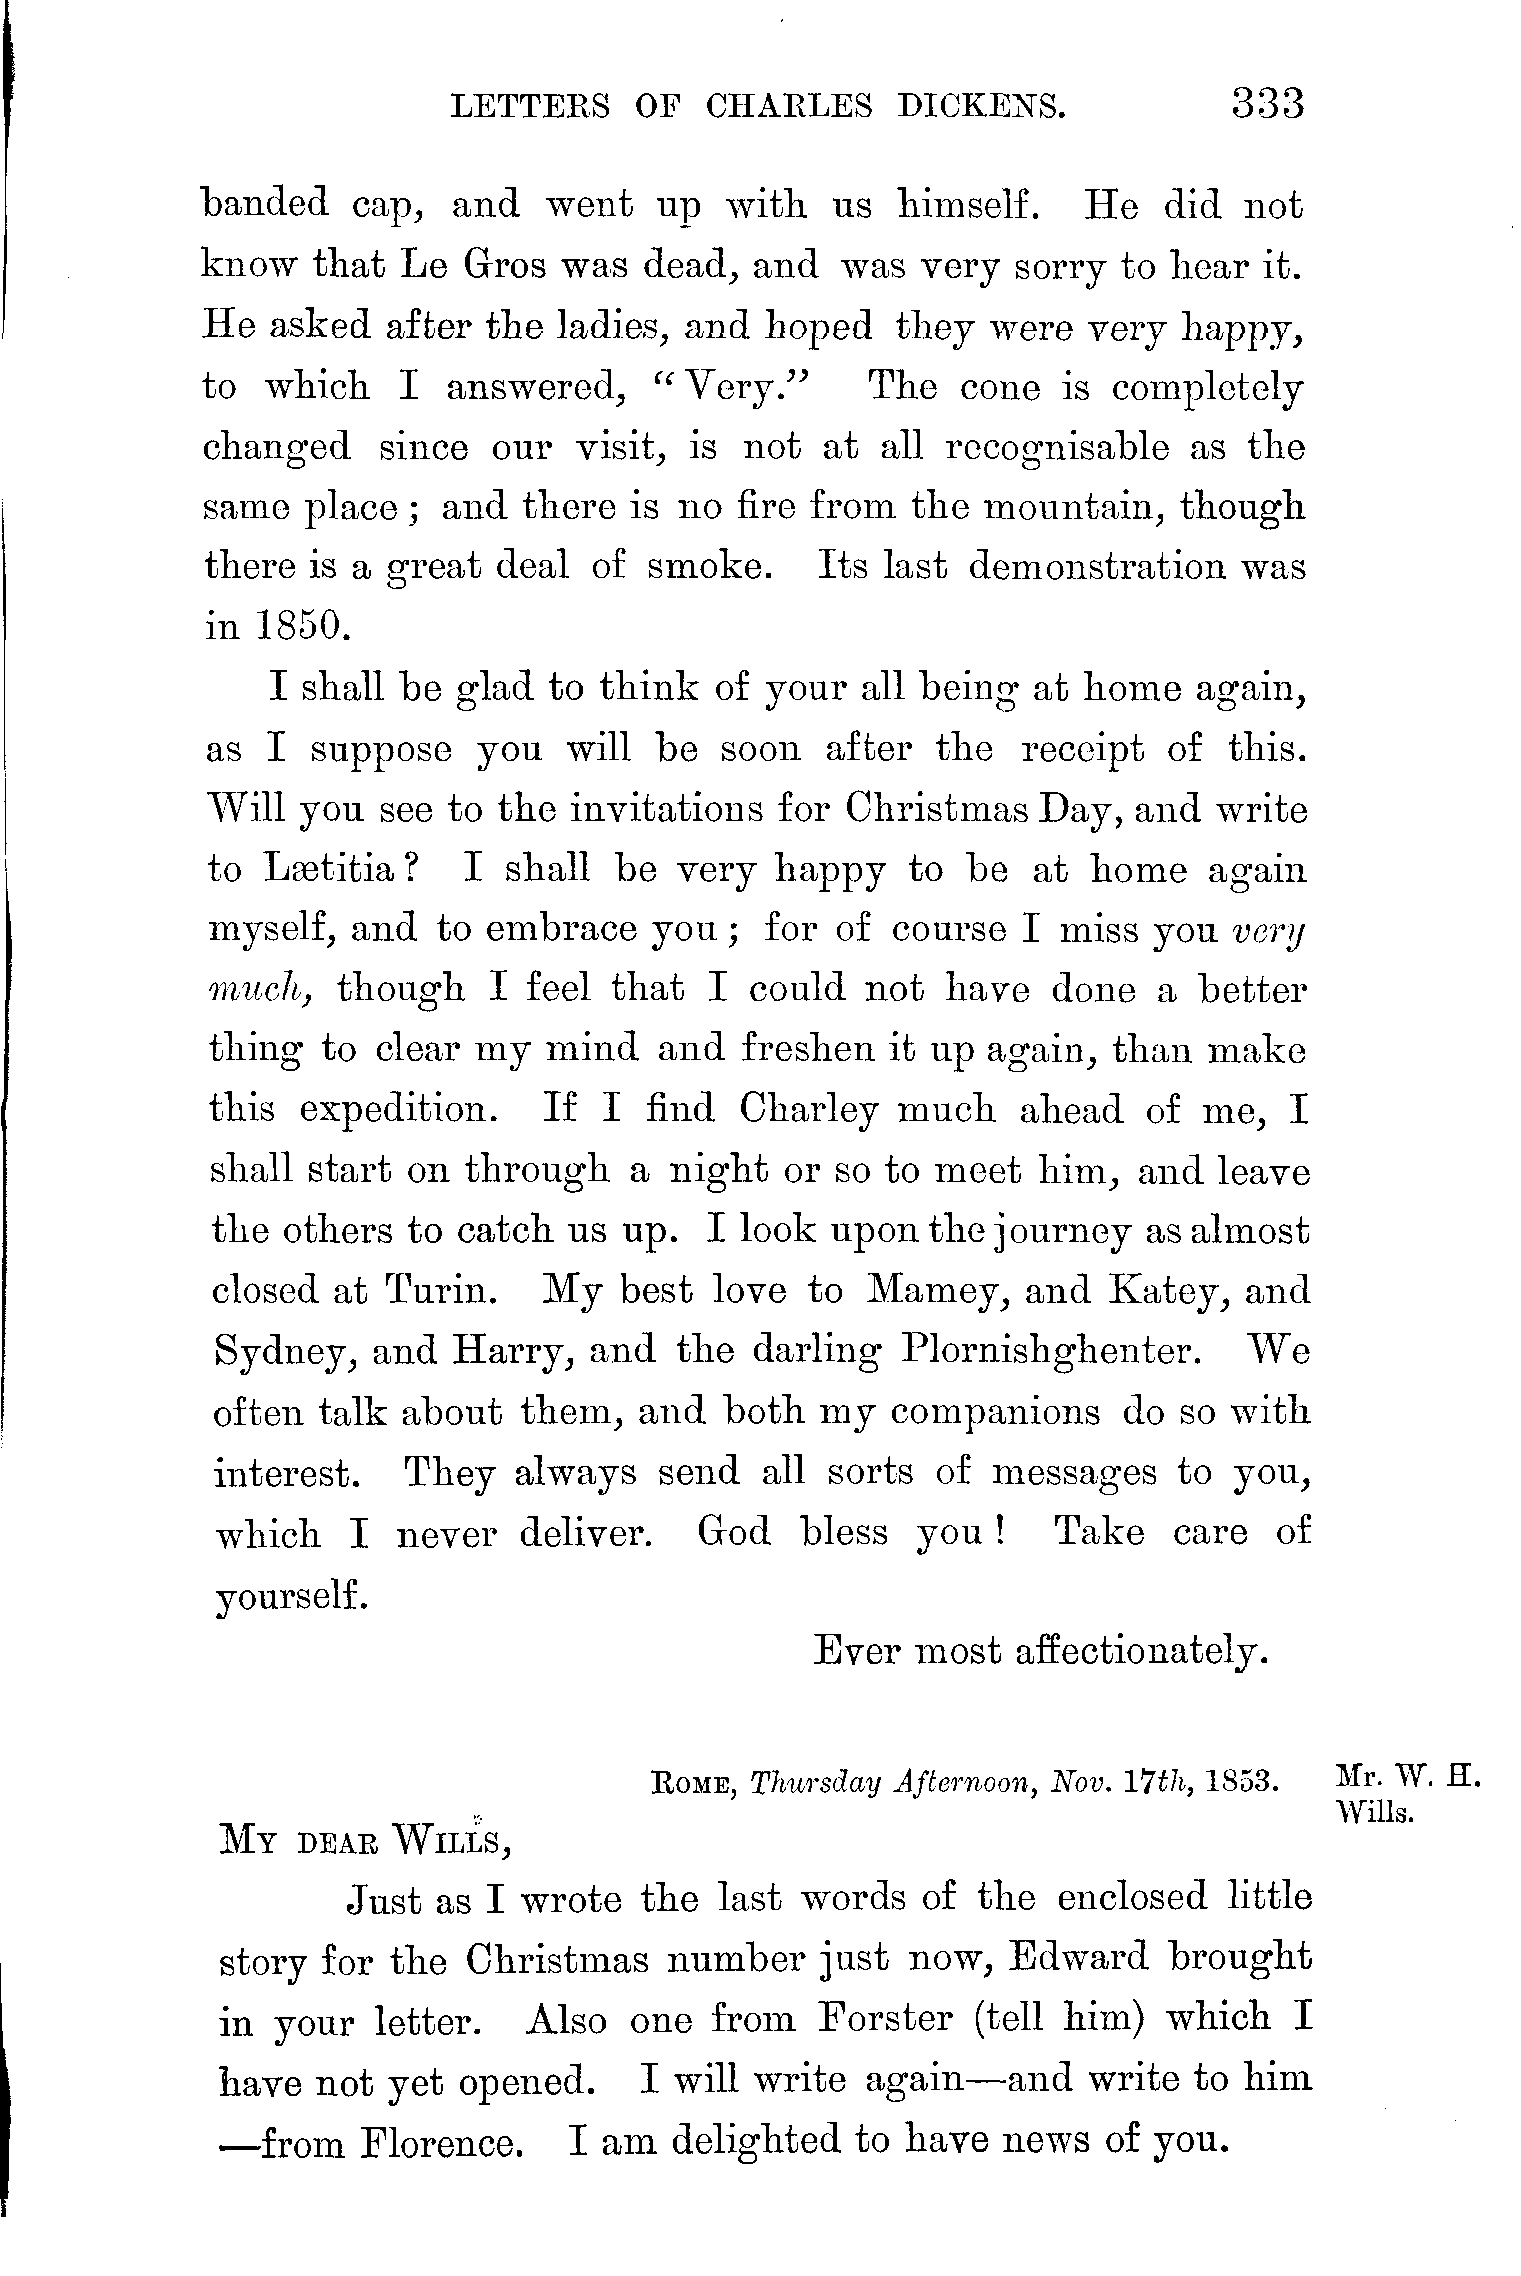 LETTERS OF CHARLES DICKENS. 333
banded cap, and went up with us himself. He did not
know that Le Gros was dead, and was very sorry to hear it.
He asked after the ladies, and hoped they were very happy,
to which I answered, “Very.” The cone is completely
changed since our visit, is not at all recognisable as the
same place; and there is no fire from the mountain, though
there is a great deal of smoke. Its last demonstration was
in 1850.
I shall be glad to think of your all being at home again,
as I suppose you will be soon after the receipt of this.
Will you see to the invitations for Christmas Day, and write
to Lætitia? I shall be very happy to be at home again
myself, and to embrace you; for of course I miss you very
much, though I feel that I could not have done a better
thing to clear my mind and freshen it up again, than make
this expedition. If I find Charley much ahead of me, I
shall start on through a night or so to meet him, and leave
the others to catch us up. I look upon the journey as almost
closed at Turin. My best love to Mamey, and Katey, and
Sydney, and Harry, and the darling Plornishghenter. We
often talk about them, and both my companions do so with
interest. They always send all sorts of messages to you,
which I never deliver. God bless you! Take care of
yourself.
Ever most affectionately.
Rome, Thursday Afternoon, Nov. 17th, 1853.
Mr. W. H.
Wills.
My dear Wills,
Just as I wrote the last words of the enclosed little
story for the Christmas number just now, Edward brought
in your letter. Also one from Forster (tell him) which I
have not yet opened. I will write again—and write to him
—from Florence. I am delighted to have news of you.